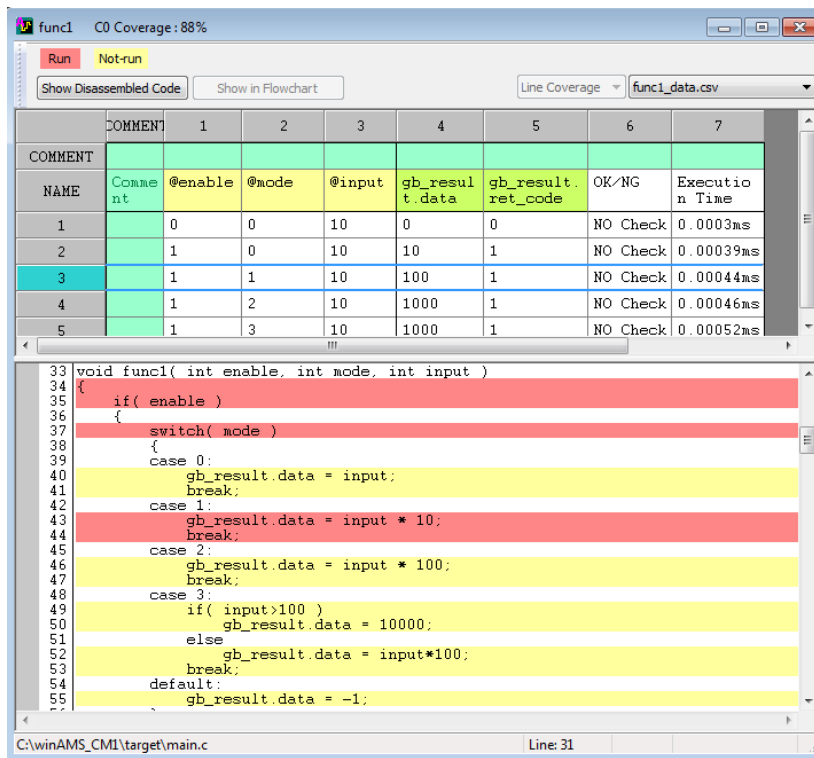 func1 C0 Coverage : 88%
Run Not-run
Show Disassembled Code Show in Flowchart Line Coverage func1_data.csv
COMMENT 1 2 3 4 5 6 7
COMMENT
NAME Comme @enable @mode @input gb_resul gb_result. OK/NG Executio
nt t.data ret_code n Time
1 0 0 10 0 0 NO Check 0.0003ms
2 1 0 10 10 1 NO Check 0.00039ms
3 1 1 10 100 1 NO Check 0.00044ms
4 1 2 10 1000 1 NO Check 0.00046ms
5 1 3 10 1000 1 NO Check 0.00052ms
33 void func1( int enable, int mode, int input )
34 {
35 if( enable )
36 {
37 switch( mode )
38 {
39 case 0:
40 gb_result.data = input;
41 break;
42 case 1:
43 gb_result.data = input * 10;
44 break;
45 case 2:
46 gb_result.data = input * 100;
47 break;
48 case 3:
49 if( input>100 )
50 gb_result.data = 10000;
51 else
52 gb_result.data = input*100;
53 break;
54 default:
55 gb_result.data = -1;
C:\winAMS_CM1\target\main.c Line: 31